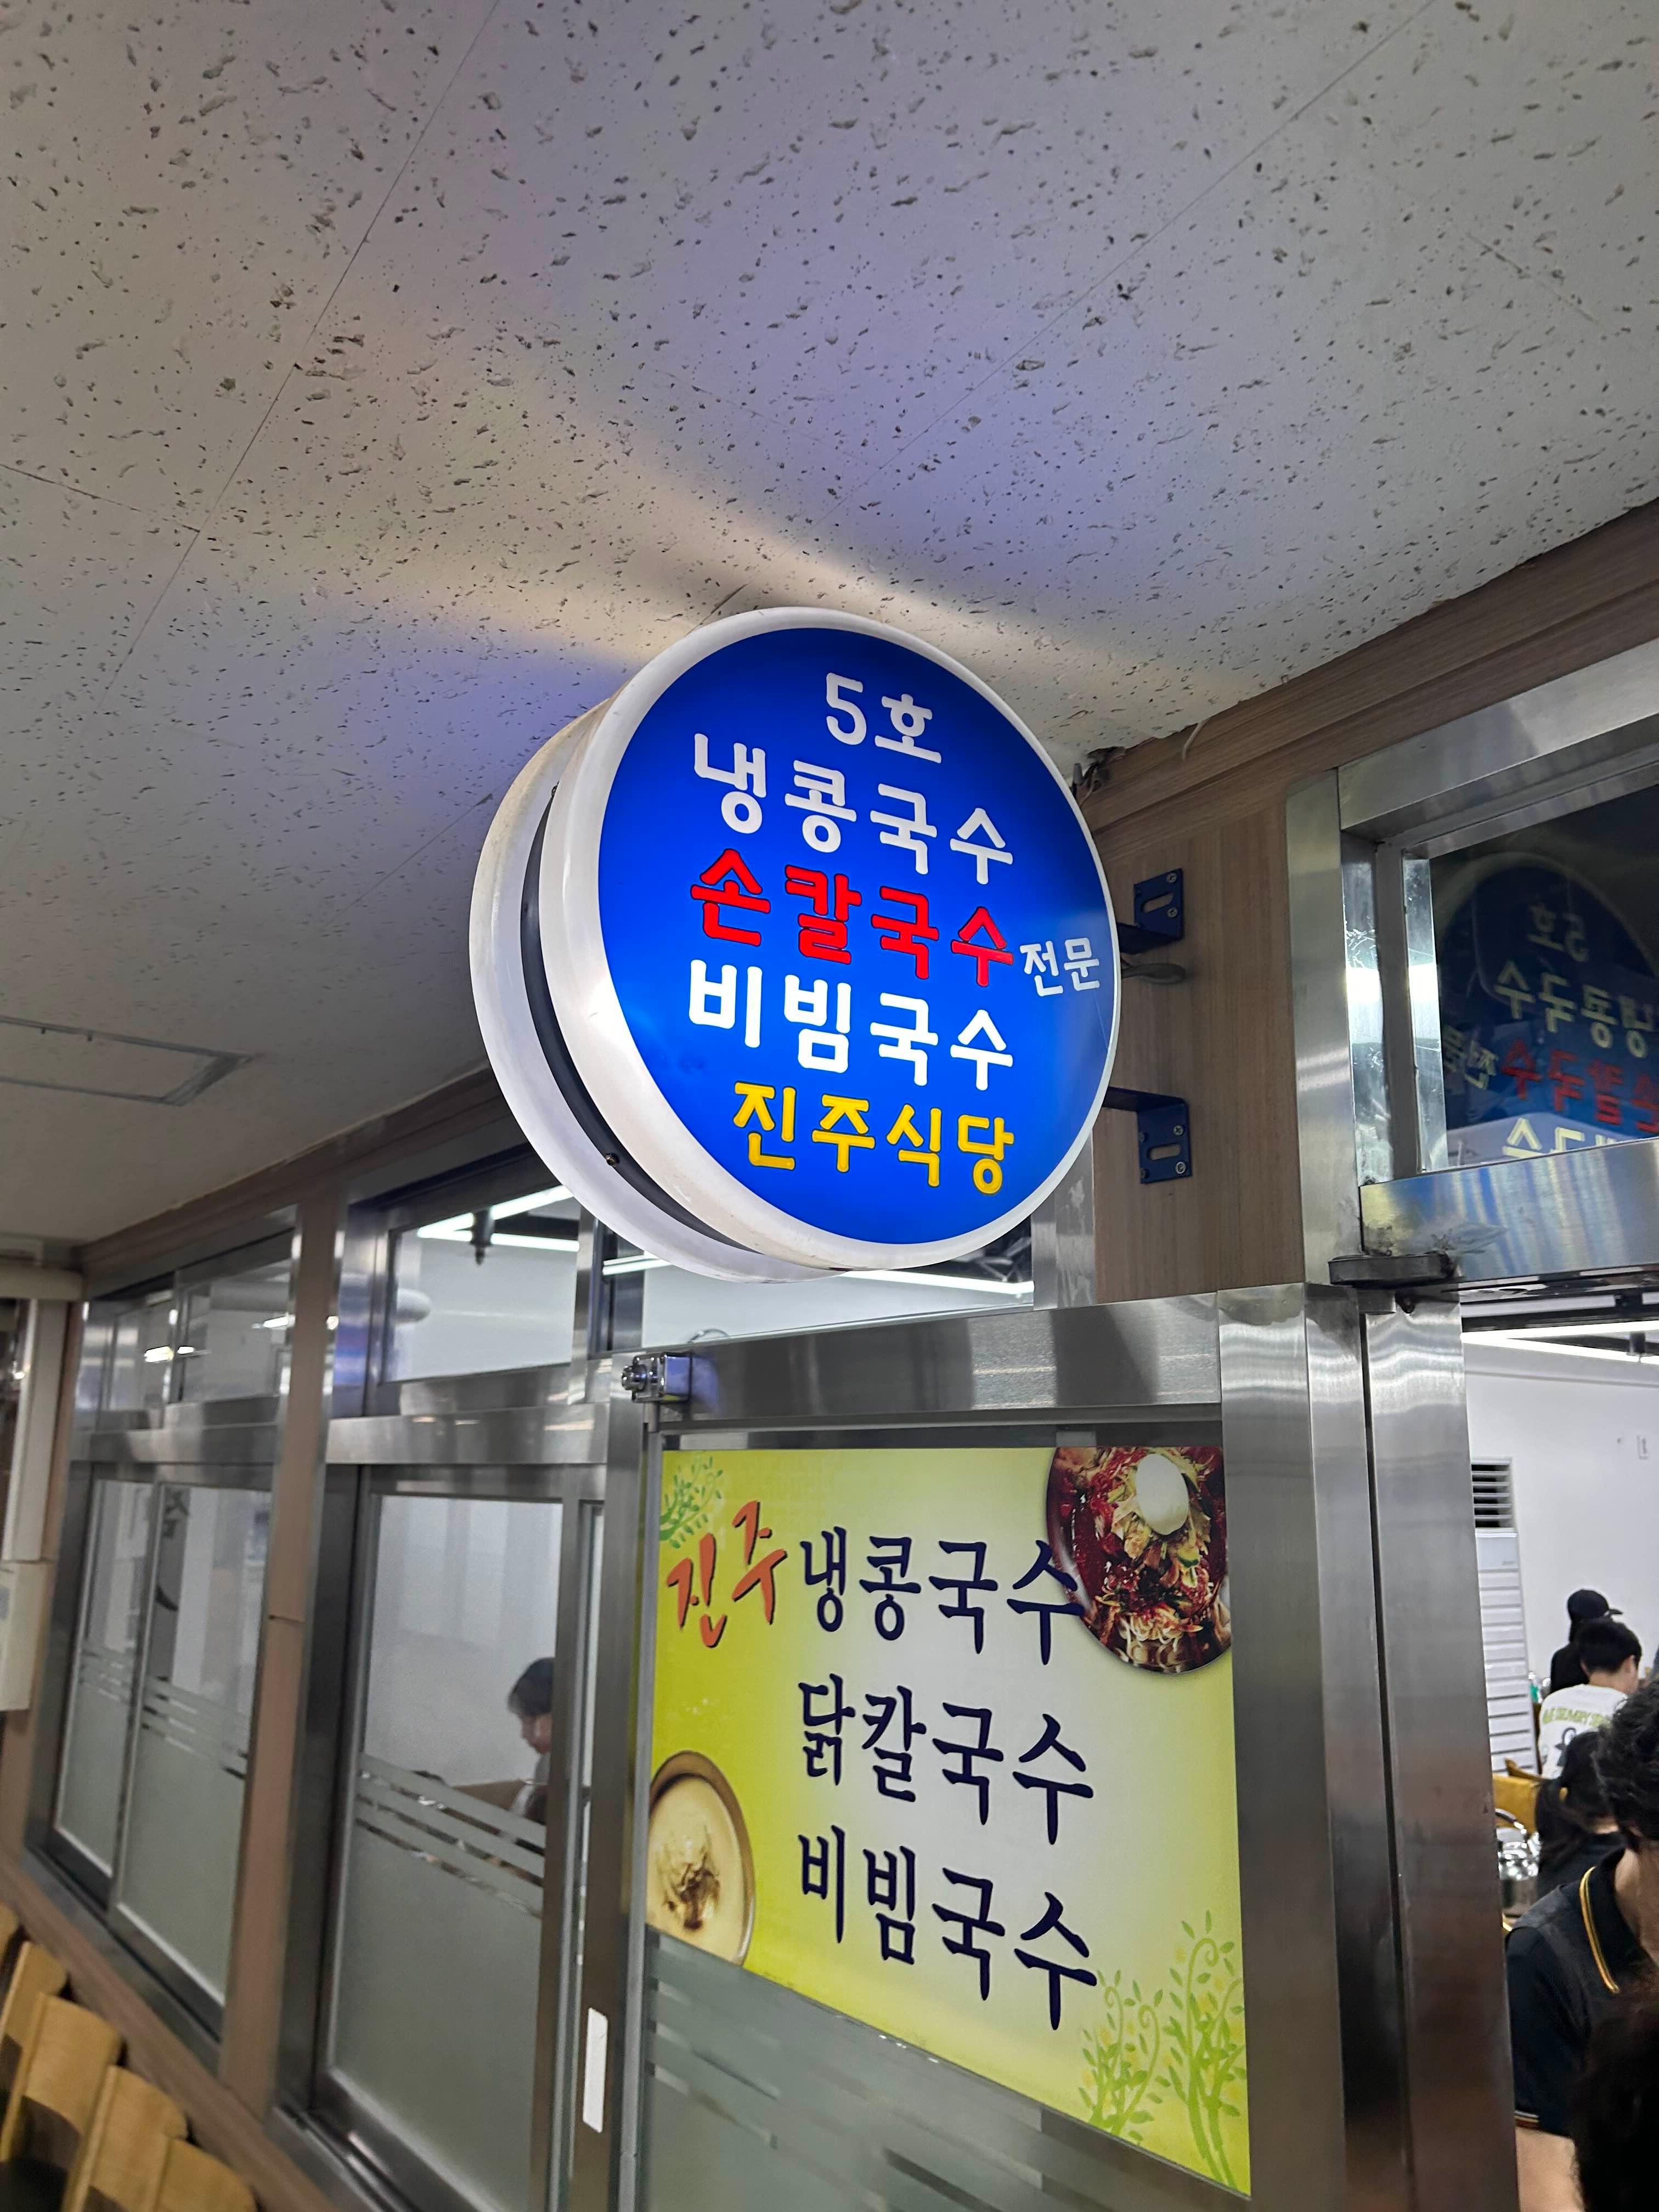 5호
냉콩국수
손칼국수 전문
비빔국수
진주식당
진주 냉콩국수
닭칼국수
비빔국수